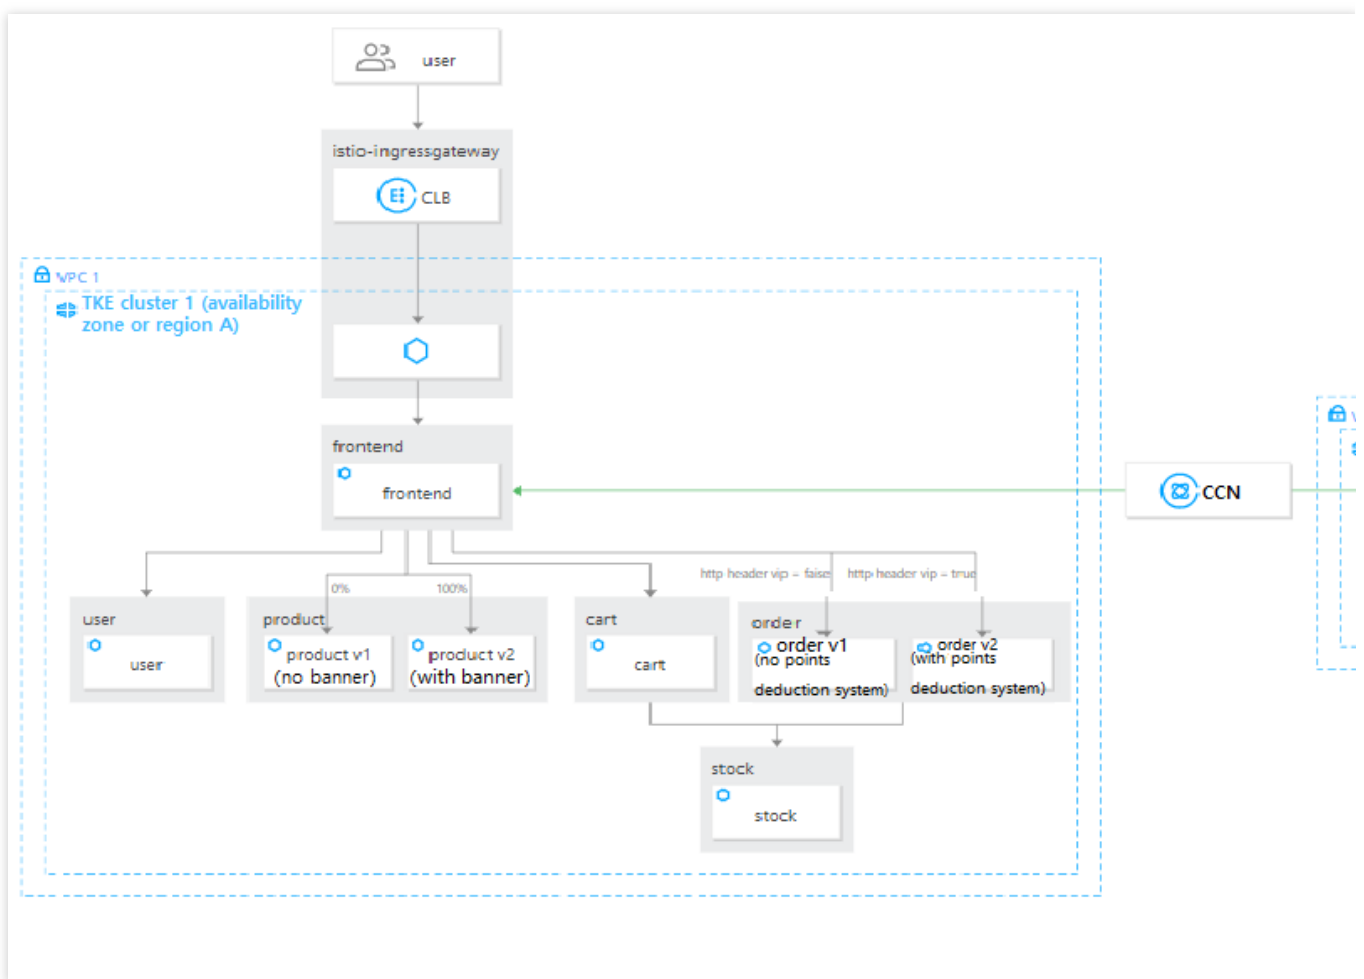 user
istio-ingressgateway
CLB
VPC 1
TKE cluster 1 (availability
zone or region A)
frontend
frontend
CCN
http header vip = false
http header vip = true
0%
100%
user
user
product
product v1
(no banner)
product v2
(with banner)
cart
cart
order
order v1
(no points
deduction system)
order v2
(with points
deduction system)
stock
stock